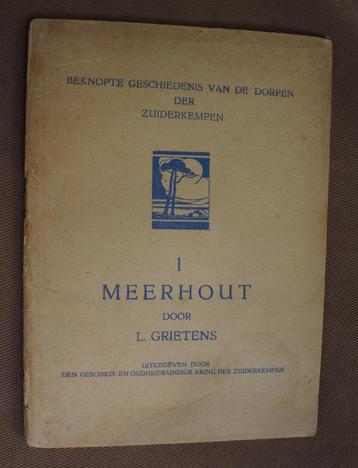 BEKNOPTE GESCHIEDENIS VAN DE DORPEN
DER
ZUIDERKEMPEN
I
MEERHOUT
DOOR
L. GRIETENS
UITGEGEVEN DOOR
DEN GESCHIED- EN OUDHEIDKUNDIGE KRING DER ZUIDERKEMPEN